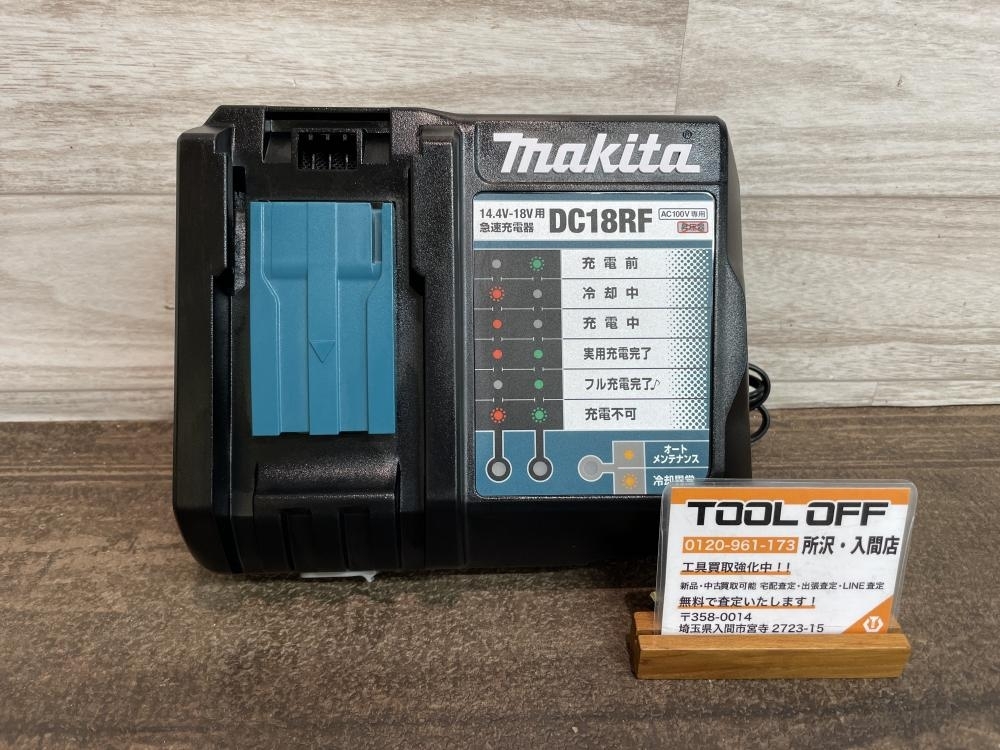 makita®
14.4V-18V用
急速充電器
DC18RF
AC100V専用
充電前
冷却中
充電中
実用充電完了
フル充電完了♪
充電不可
オート
メンテナンス
冷却異常
TOOL OFF
0120-961-173 所沢・入間店
工具買取強化中!!
新品・中古買取可能 宅配査定・出張査定・LINE査定
無料で査定いたします!
〒358-0014
埼玉県入間市宮寺 2723-15